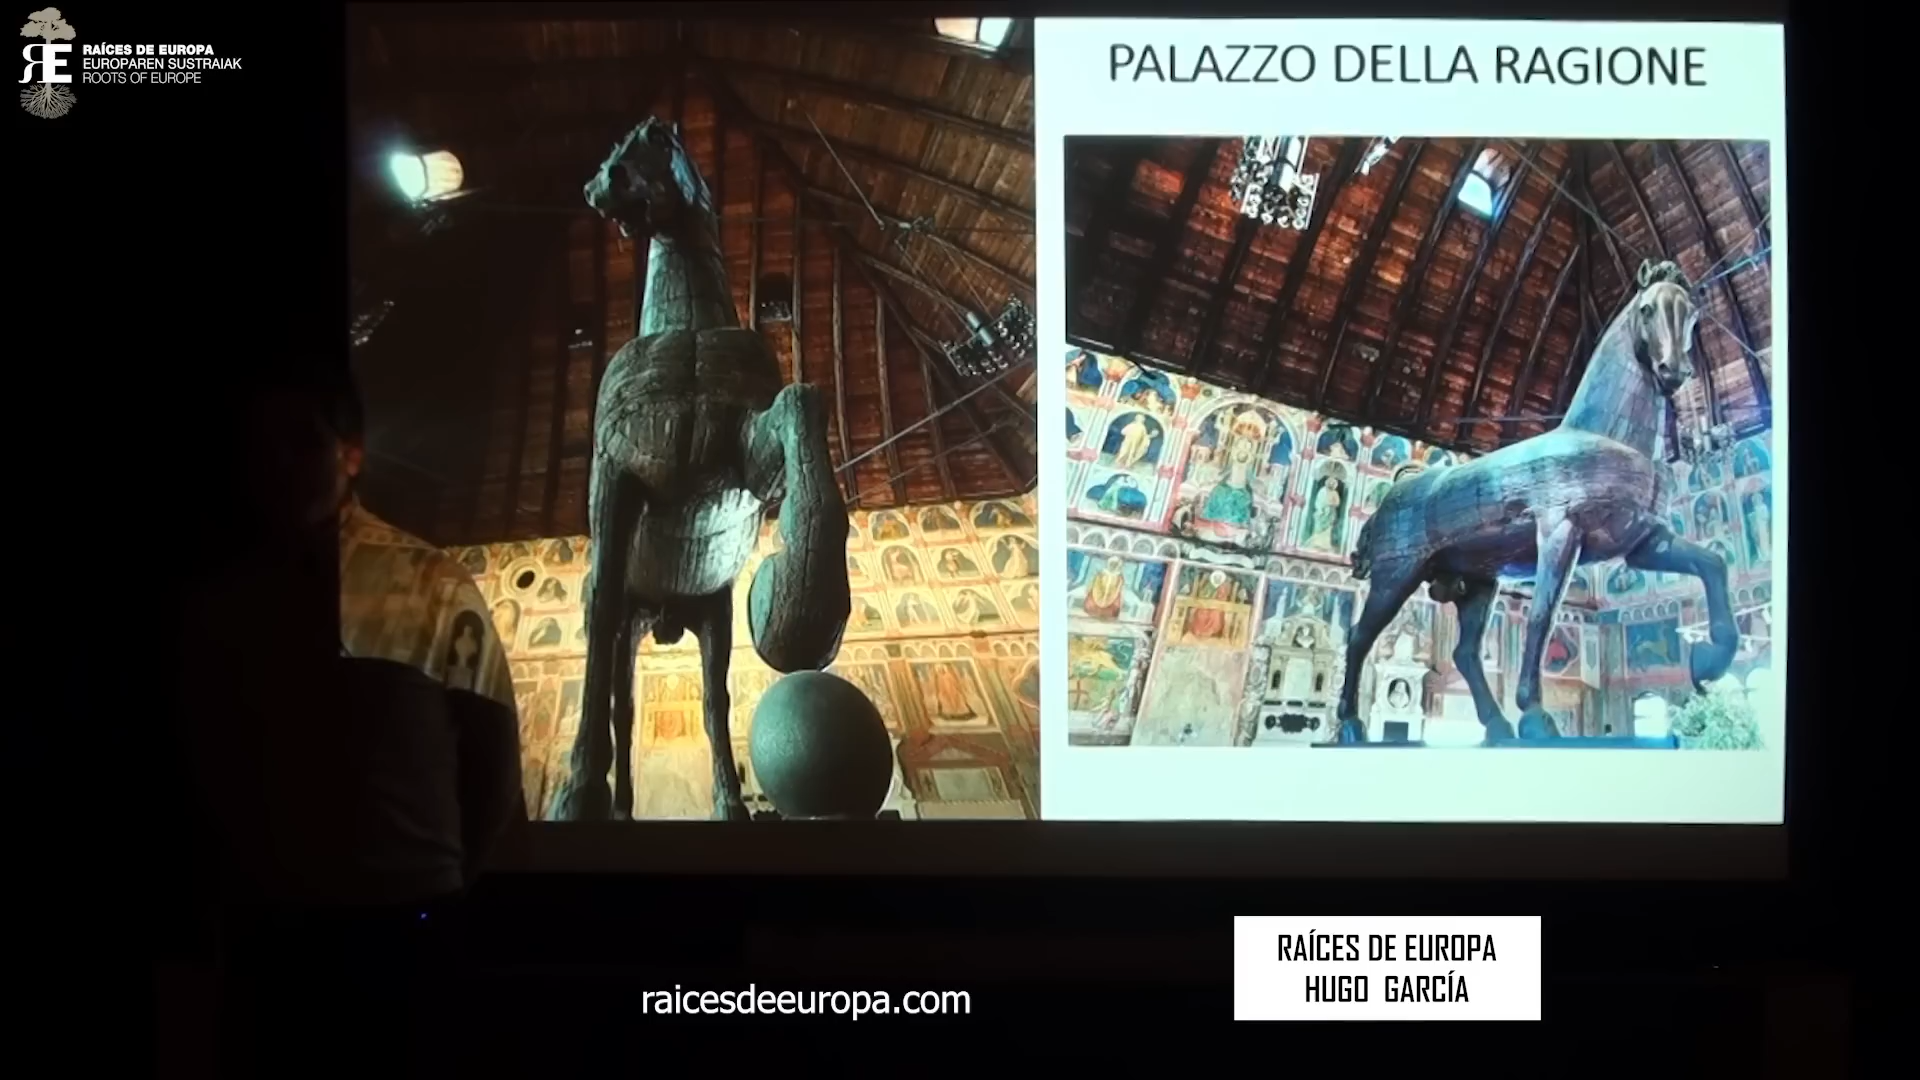 RAÍCES DE EUROPA
EUROPAREN SUSTRAIAK
ROOTS OF EUROPE
PALAZZO DELLA RAGIONE
RAÍCES DE EUROPA
HUGO GARCÍA
raicesdeeuropa.com